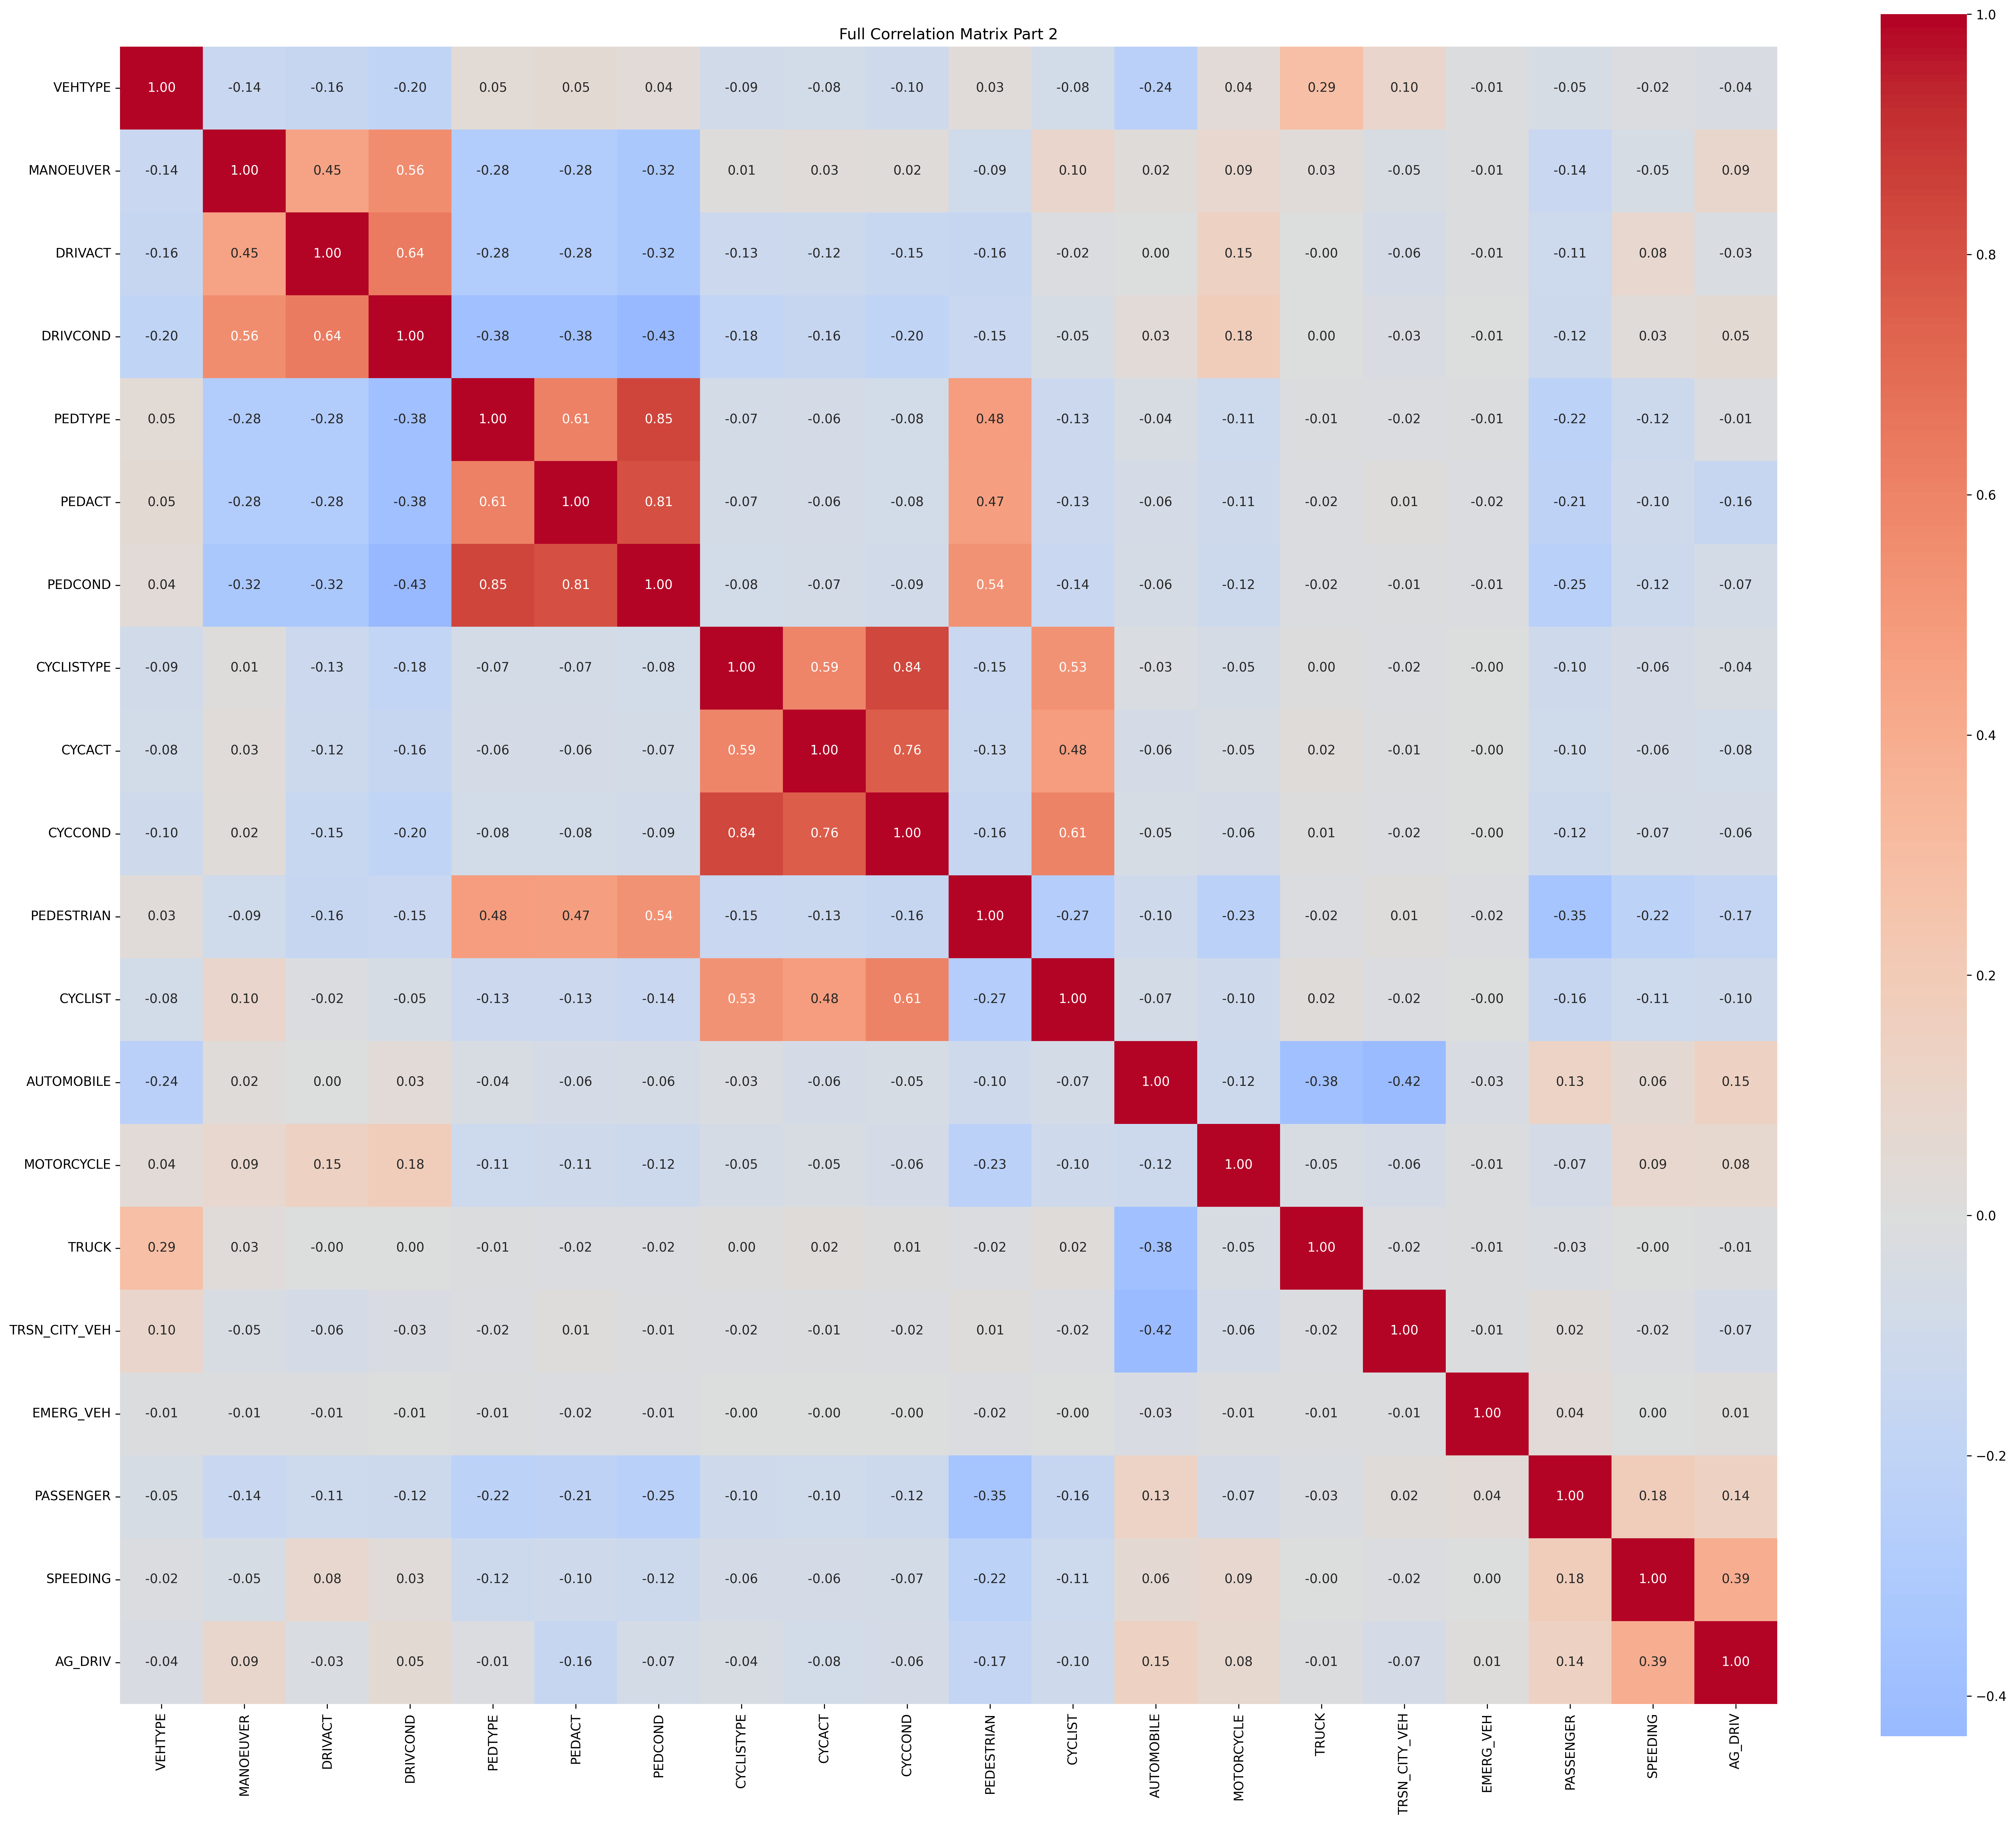 Full Correlation Matrix Part 2
1.0
VEHTYPE 1.00 -0.14 -0.16 -0.20 0.05 0.05 0.04 -0.09 -0.08 -0.10 0.03 -0.08 -0.24 0.04 0.29 0.10 -0.01 -0.05 -0.02 -0.04
MANOEUVER -0.14 1.00 0.45 0.56 -0.28 -0.28 -0.32 0.01 0.03 0.02 -0.09 0.10 0.02 0.09 0.03 -0.05 -0.01 -0.14 -0.05 0.09
DRIVACT -0.16 0.45 1.00 0.64 -0.28 -0.28 -0.32 -0.13 -0.12 -0.15 -0.16 -0.02 0.00 0.15 -0.00 -0.06 -0.01 -0.11 0.08 -0.03
0.8
DRIVCOND -0.20 0.56 0.64 1.00 -0.38 -0.38 -0.43 -0.18 -0.16 -0.20 -0.15 -0.05 0.03 0.18 0.00 -0.03 -0.01 -0.12 0.03 0.05
PEDTYPE 0.05 -0.28 -0.28 -0.38 1.00 0.61 0.85 -0.07 -0.06 -0.08 0.48 -0.13 -0.04 -0.11 -0.01 -0.02 -0.01 -0.22 -0.12 -0.01
0.6
PEDACT 0.05 -0.28 -0.28 -0.38 0.61 1.00 0.81 -0.07 -0.06 -0.08 0.47 -0.13 -0.06 -0.11 -0.02 0.01 -0.02 -0.21 -0.10 -0.16
PEDCOND 0.04 -0.32 -0.32 -0.43 0.85 0.81 1.00 -0.08 -0.07 -0.09 0.54 -0.14 -0.06 -0.12 -0.02 -0.01 -0.01 -0.25 -0.12 -0.07
CYCLISTYPE -0.09 0.01 -0.13 -0.18 -0.07 -0.07 -0.08 1.00 0.59 0.84 -0.15 0.53 -0.03 -0.05 0.00 -0.02 -0.00 -0.10 -0.06 -0.04
0.4
CYCACT -0.08 0.03 -0.12 -0.16 -0.06 -0.06 -0.07 0.59 1.00 0.76 -0.13 0.48 -0.06 -0.05 0.02 -0.01 -0.00 -0.10 -0.06 -0.08
CYCCOND -0.10 0.02 -0.15 -0.20 -0.08 -0.08 -0.09 0.84 0.76 1.00 -0.16 0.61 -0.05 -0.06 0.01 -0.02 -0.00 -0.12 -0.07 -0.06
PEDESTRIAN 0.03 -0.09 -0.16 -0.15 0.48 0.47 0.54 -0.15 -0.13 -0.16 1.00 -0.27 -0.10 -0.23 -0.02 0.01 -0.02 -0.35 -0.22 -0.17
0.2
CYCLIST -0.08 0.10 -0.02 -0.05 -0.13 -0.13 -0.14 0.53 0.48 0.61 -0.27 1.00 -0.07 -0.10 0.02 -0.02 -0.00 -0.16 -0.11 -0.10
AUTOMOBILE -0.24 0.02 0.00 0.03 -0.04 -0.06 -0.06 -0.03 -0.06 -0.05 -0.10 -0.07 1.00 -0.12 -0.38 -0.42 -0.03 0.13 0.06 0.15
MOTORCYCLE 0.04 0.09 0.15 0.18 -0.11 -0.11 -0.12 -0.05 -0.05 -0.06 -0.23 -0.10 -0.12 1.00 -0.05 -0.06 -0.01 -0.07 0.09 0.08
0.0
TRUCK 0.29 0.03 -0.00 0.00 -0.01 -0.02 -0.02 0.00 0.02 0.01 -0.02 0.02 -0.38 -0.05 1.00 -0.02 -0.01 -0.03 -0.00 -0.01
TRSN_CITY_VEH 0.10 -0.05 -0.06 -0.03 -0.02 0.01 -0.01 -0.02 -0.01 -0.02 0.01 -0.02 -0.42 -0.06 -0.02 1.00 -0.01 0.02 -0.02 -0.07
EMERG_VEH -0.01 -0.01 -0.01 -0.01 -0.01 -0.02 -0.01 -0.00 -0.00 -0.00 -0.02 -0.00 -0.03 -0.01 -0.01 -0.01 1.00 0.04 0.00 0.01
−0.2
PASSENGER -0.05 -0.14 -0.11 -0.12 -0.22 -0.21 -0.25 -0.10 -0.10 -0.12 -0.35 -0.16 0.13 -0.07 -0.03 0.02 0.04 1.00 0.18 0.14
SPEEDING -0.02 -0.05 0.08 0.03 -0.12 -0.10 -0.12 -0.06 -0.06 -0.07 -0.22 -0.11 0.06 0.09 -0.00 -0.02 0.00 0.18 1.00 0.39
AG_DRIV -0.04 0.09 -0.03 0.05 -0.01 -0.16 -0.07 -0.04 -0.08 -0.06 -0.17 -0.10 0.15 0.08 -0.01 -0.07 0.01 0.14 0.39 1.00
−0.4
VEHTYPE MANOEUVER DRIVACT DRIVCOND PEDTYPE PEDACT PEDCOND CYCLISTYPE CYCACT CYCCOND PEDESTRIAN CYCLIST AUTOMOBILE MOTORCYCLE TRUCK TRSN_CITY_VEH EMERG_VEH PASSENGER SPEEDING AG_DRIV